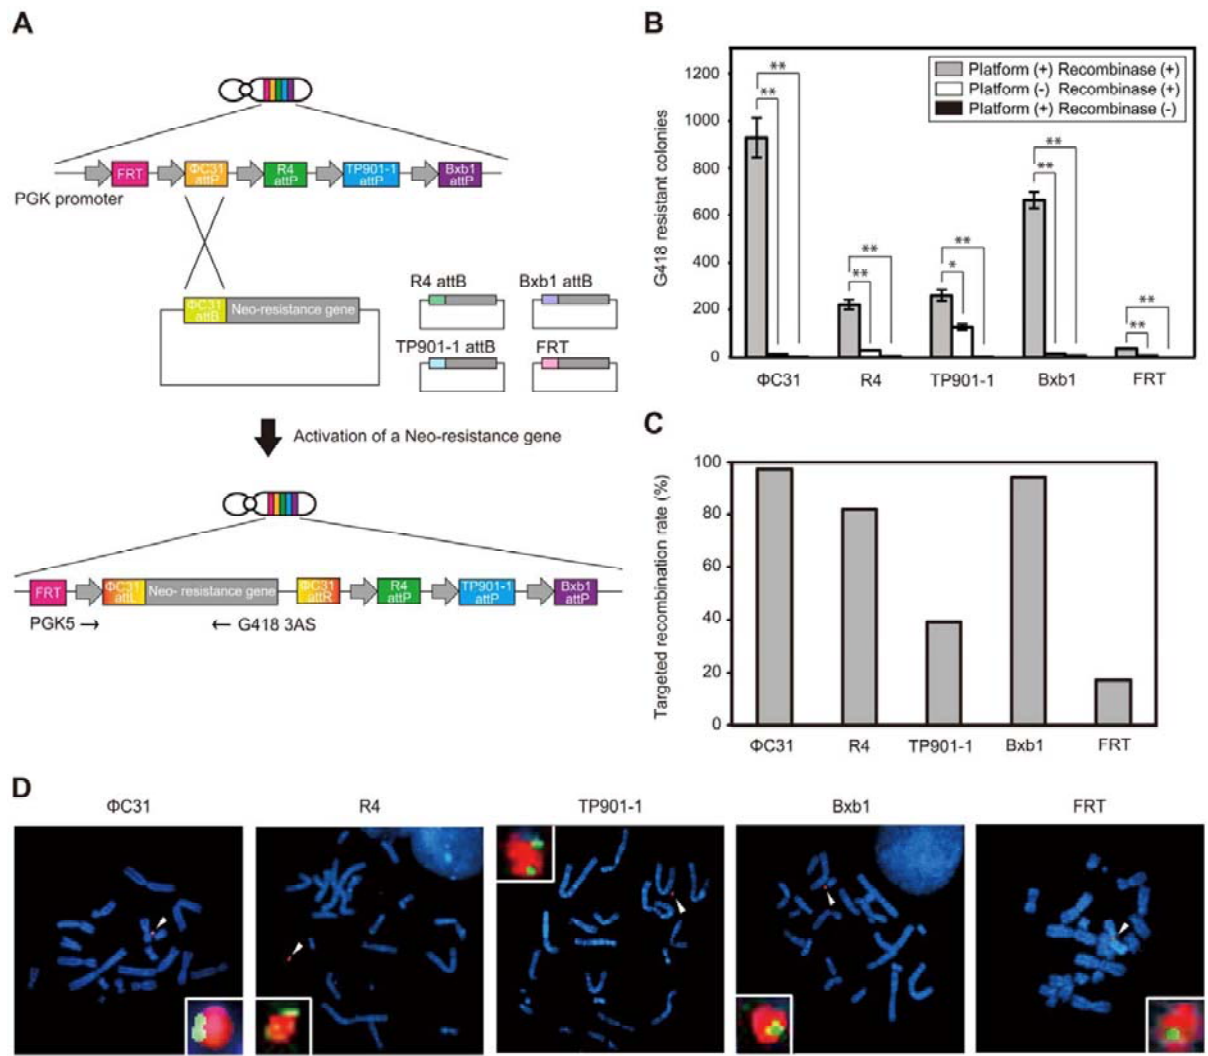 A
FRT
ΦC31
attP
R4
attP
TP901-1
attP
Bxb1
attP
PGK promoter
ΦC31
attB
Neo-resistance gene
R4 attB
Bxb1 attB
TP901-1 attB
FRT
Activation of a Neo-resistance gene
FRT
ΦC31
attL
Neo- resistance gene
ΦC31
attR
R4
attP
TP901-1
attP
Bxb1
attP
PGK5 →
← G418 3AS
B
G418 resistant colonies
1200
1000
800
600
400
200
0
Platform (+) Recombinase (+)
Platform (-) Recombinase (+)
Platform (+) Recombinase (-)
**
**
**
**
**
*
**
**
**
**
ΦC31
R4
TP901-1
Bxb1
FRT
C
Targeted recombination rate (%)
100
80
60
40
20
0
ΦC31
R4
TP901-1
Bxb1
FRT
D
ΦC31
R4
TP901-1
Bxb1
FRT